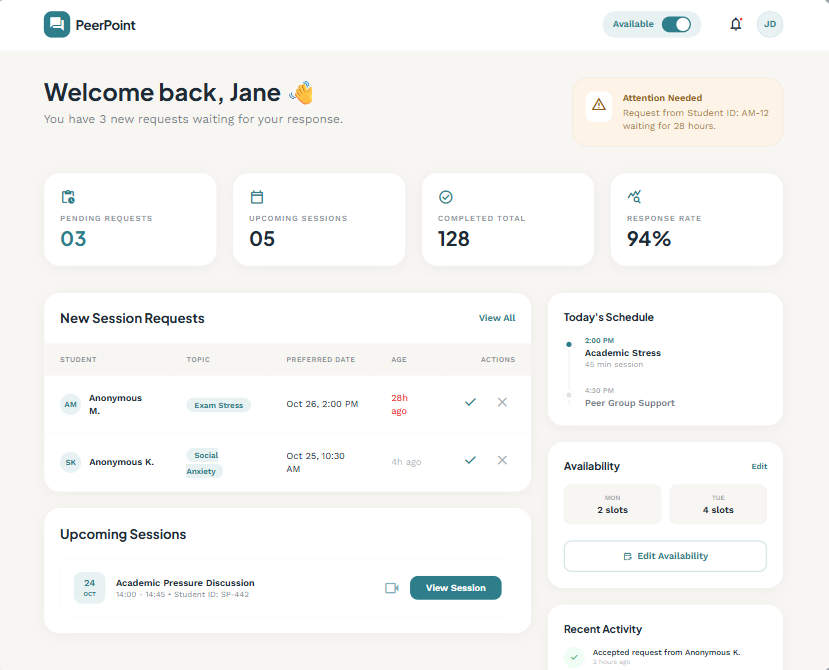 PeerPoint
Available
JD
Welcome back, Jane 👋
You have 3 new requests waiting for your response.
Attention Needed
Request from Student ID: AM-12
waiting for 28 hours.
PENDING REQUESTS
03
UPCOMING SESSIONS
05
COMPLETED TOTAL
128
RESPONSE RATE
94%
New Session Requests
View All
STUDENT TOPIC PREFERRED DATE AGE ACTIONS
AM
Anonymous
M.
Exam Stress
Oct 26, 2:00 PM
28h
ago
SK
Anonymous K.
Social
Anxiety
Oct 25, 10:30
AM
4h ago
Upcoming Sessions
24
OCT
Academic Pressure Discussion
14:00 - 14:45 • Student ID: SP-442
View Session
Today's Schedule
2:00 PM
Academic Stress
45 min session
4:30 PM
Peer Group Support
Availability
Edit
MON
2 slots
TUE
4 slots
Edit Availability
Recent Activity
Accepted request from Anonymous K.
2 hours ago